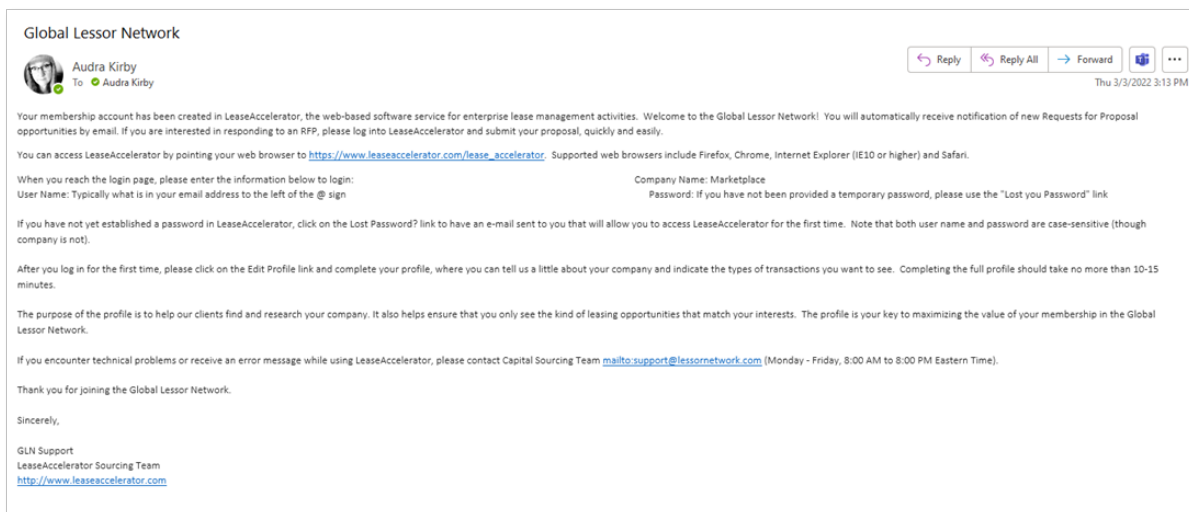 Global Lessor Network
Audra Kirby
To Audra Kirby
Reply
Reply All
Forward
Thu 3/3/2022 3:13 PM
Your membership account has been created in LeaseAccelerator, the web-based software service for enterprise lease management activities. Welcome to the Global Lessor Network! You will automatically receive notification of new Requests for Proposal
opportunities by email. If you are interested in responding to an RFP, please log into LeaseAccelerator and submit your proposal, quickly and easily.
You can access LeaseAccelerator by pointing your web browser to https://www.leaseaccelerator.com/lease_accelerator. Supported web browsers include Firefox, Chrome, Internet Explorer (IE10 or higher) and Safari.
When you reach the login page, please enter the information below to login: Company Name: Marketplace
User Name: Typically what is in your email address to the left of the @ sign Password: If you have not been provided a temporary password, please use the "Lost you Password" link
If you have not yet established a password in LeaseAccelerator, click on the Lost Password? link to have an e-mail sent to you that will allow you to access LeaseAccelerator for the first time. Note that both user name and password are case-sensitive (though
company is not).
After you log in for the first time, please click on the Edit Profile link and complete your profile, where you can tell us a little about your company and indicate the types of transactions you want to see. Completing the full profile should take no more than 10-15
minutes.
The purpose of the profile is to help our clients find and research your company. It also helps ensure that you only see the kind of leasing opportunities that match your interests. The profile is your key to maximizing the value of your membership in the Global
Lessor Network.
If you encounter technical problems or receive an error message while using LeaseAccelerator, please contact Capital Sourcing Team mailto:support@lessornetwork.com (Monday - Friday, 8:00 AM to 8:00 PM Eastern Time).
Thank you for joining the Global Lessor Network.
Sincerely,
GLN Support
LeaseAccelerator Sourcing Team
http://www.leaseaccelerator.com